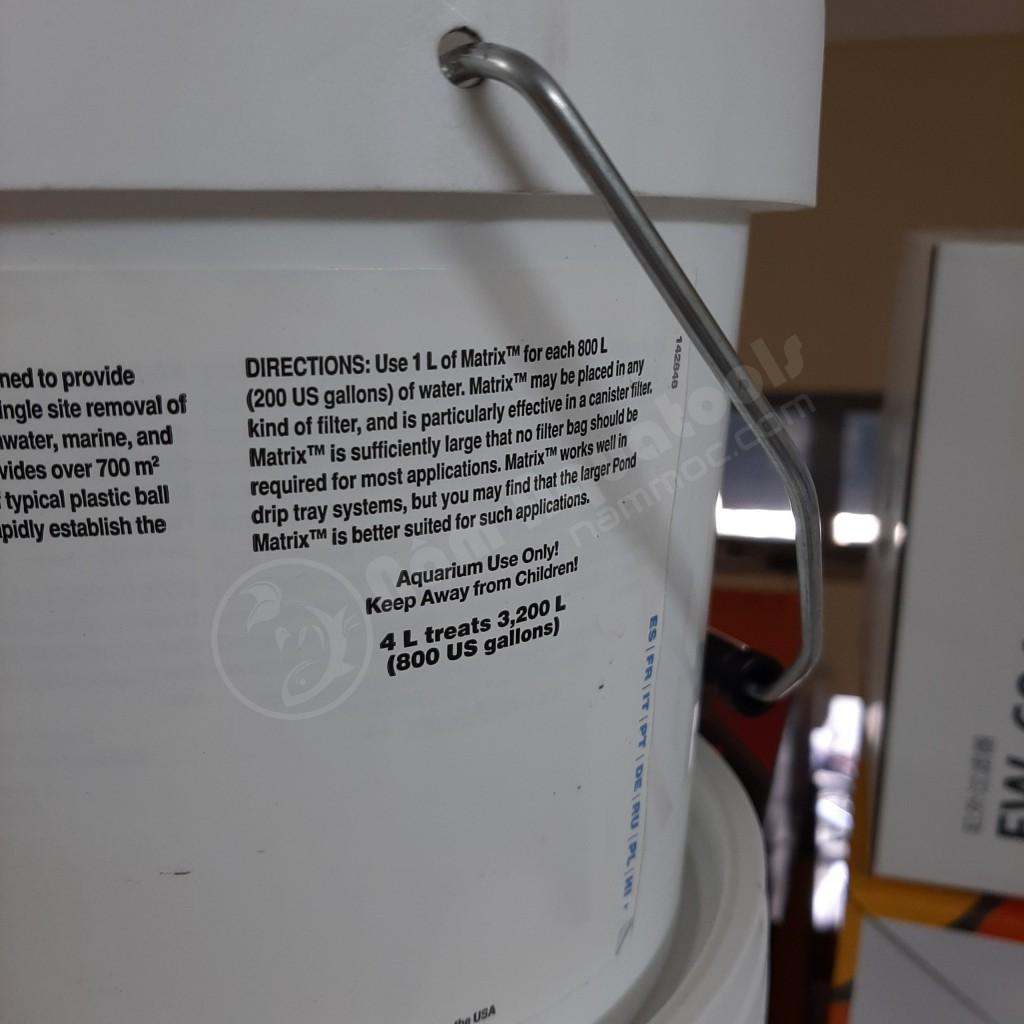 ned to provide
ingle site removal of
water, marine, and
vides over 700 m²
typical plastic ball
pidly establish the
DIRECTIONS: Use 1 L of Matrix™ for each 800 L
(200 US gallons) of water. Matrix™ may be placed in any
kind of filter, and is particularly effective in a canister filter.
Matrix™ is sufficiently large that no filter bag should be
required for most applications. Matrix™ works well in
drip tray systems, but you may find that the larger Pond
Matrix™ is better suited for such applications.
Aquarium Use Only!
Keep Away from Children!
4 L treats 3,200 L
(800 US gallons)
142848
ES | FR | IT | PT | DE | RU | PL
the USA
nammoc.com
EW